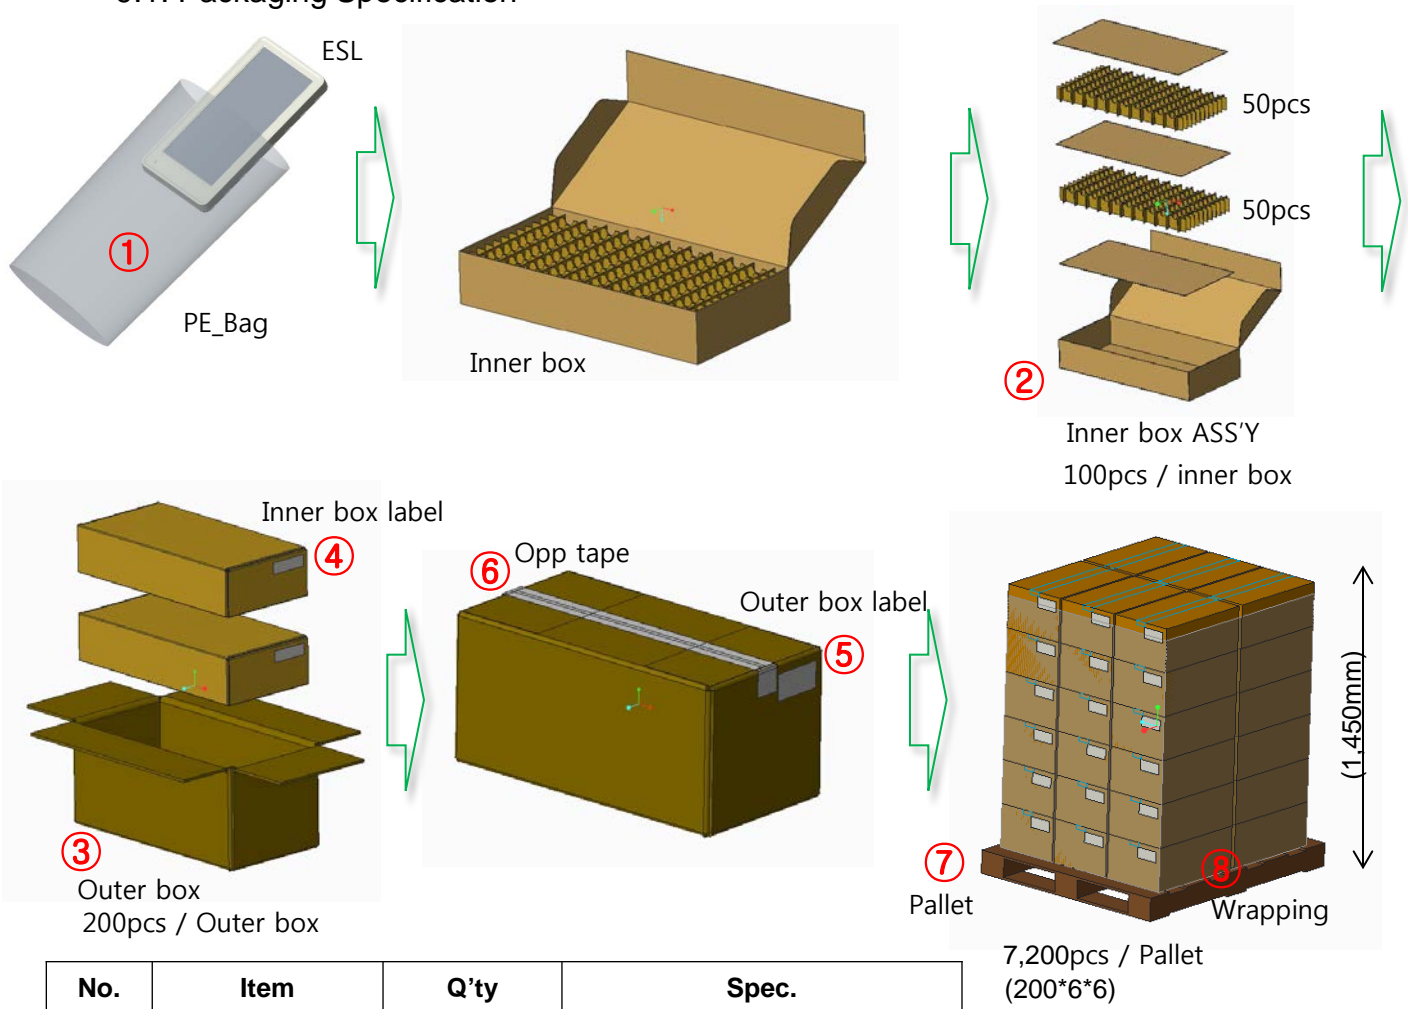 Packaging Specification
ESL
50pcs
50pcs
①
PE_Bag
Inner box
②
Inner box ASS'Y
100pcs / inner box
Inner box label
④
⑥
Opp tape
Outer box label
⑤
(1,450mm)
③
Outer box
200pcs / Outer box
⑦
Pallet
⑧
Wrapping
7,200pcs / Pallet
(200*6*6)
No. Item Q'ty Spec.